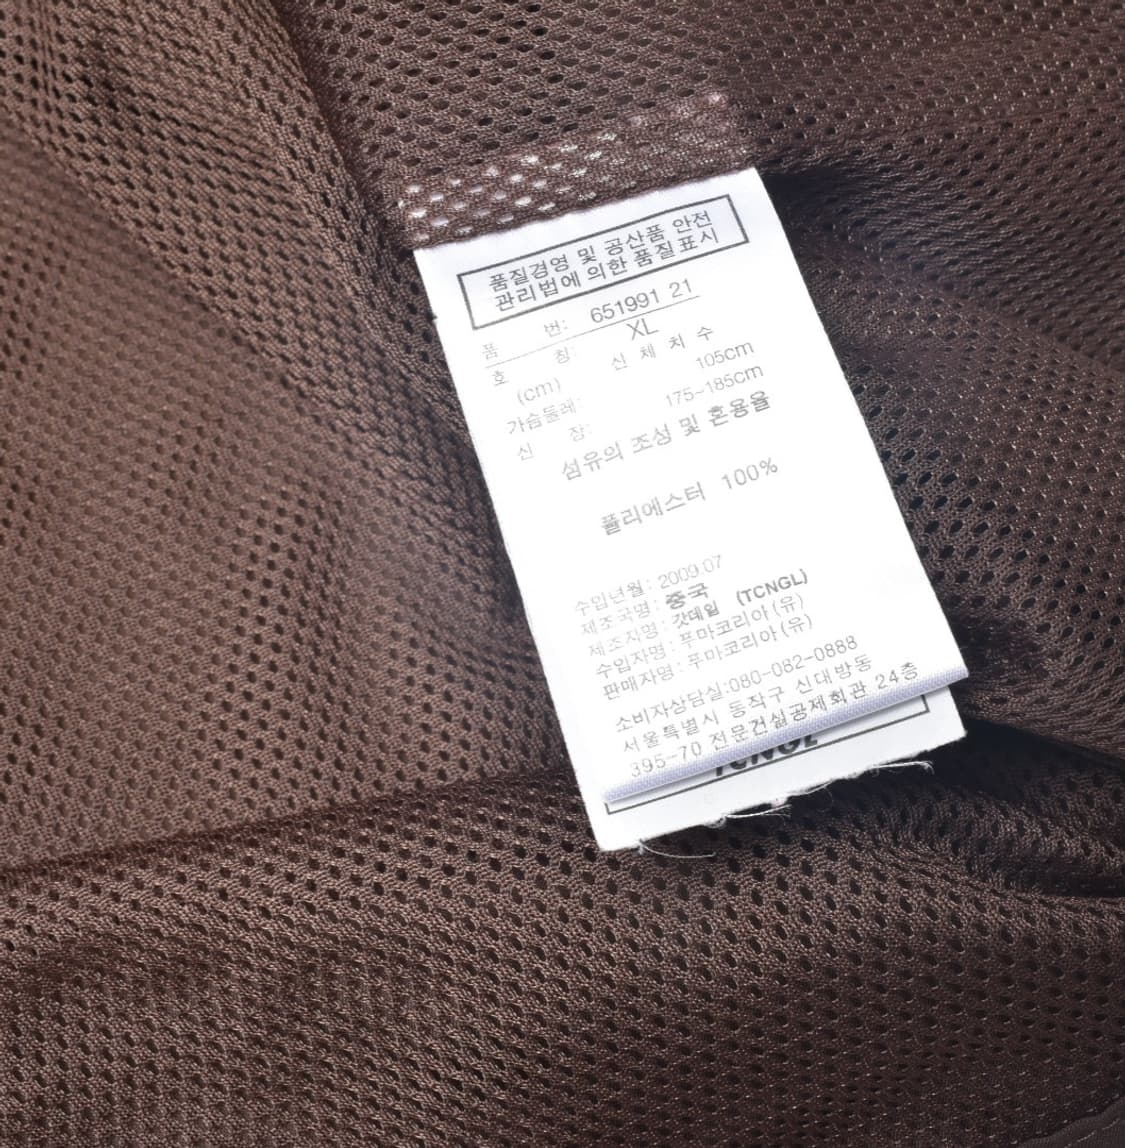 품질경영 및 공산품 안전
관리법에 의한 품질표시
품 번: 651991 21
호 칭: XL
(cm) 신 체 치 수
가슴둘레: 105cm
신 장: 175-185cm
섬유의 조성 및 혼용율
폴리에스터 100%
수입년월: 2009.07
제조국명: 중국
제조자명: 갓데일 (TCNGL)
수입자명: 푸마코리아(유)
판매자명: 푸마코리아(유)
소비자상담실:080-082-0888
서울특별시 동작구 신대방동
395-70 전문건설공제회관 24층
TCNGL